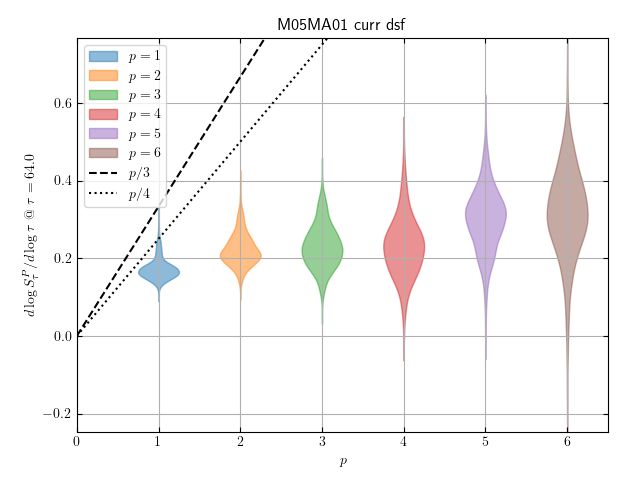 M05MA01 curr dsf
p = 1
p = 2
p = 3
p = 4
p = 5
p = 6
p/3
p/4
d log S_τ^P / d log τ @ τ = 64.0
0.6
0.4
0.2
0.0
−0.2
0 1 2 3 4 5 6
p